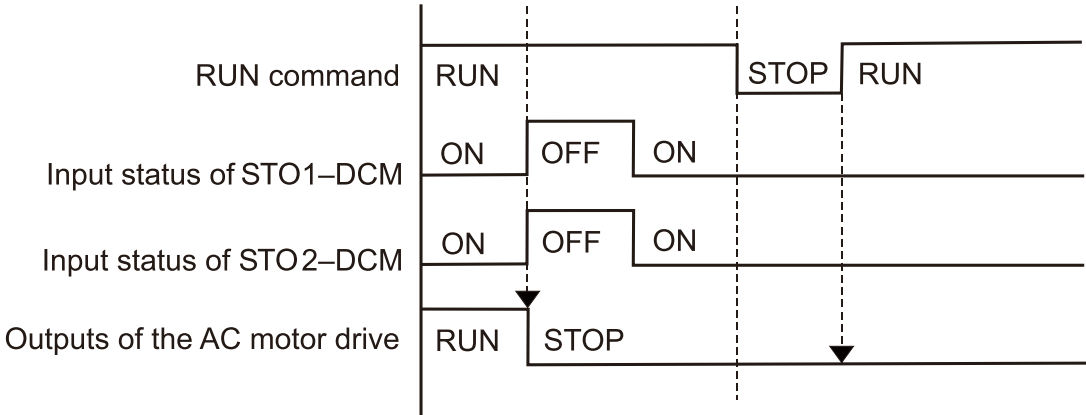 RUN command RUN STOP RUN
Input status of STO1–DCM ON OFF ON
Input status of STO2–DCM ON OFF ON
Outputs of the AC motor drive RUN STOP